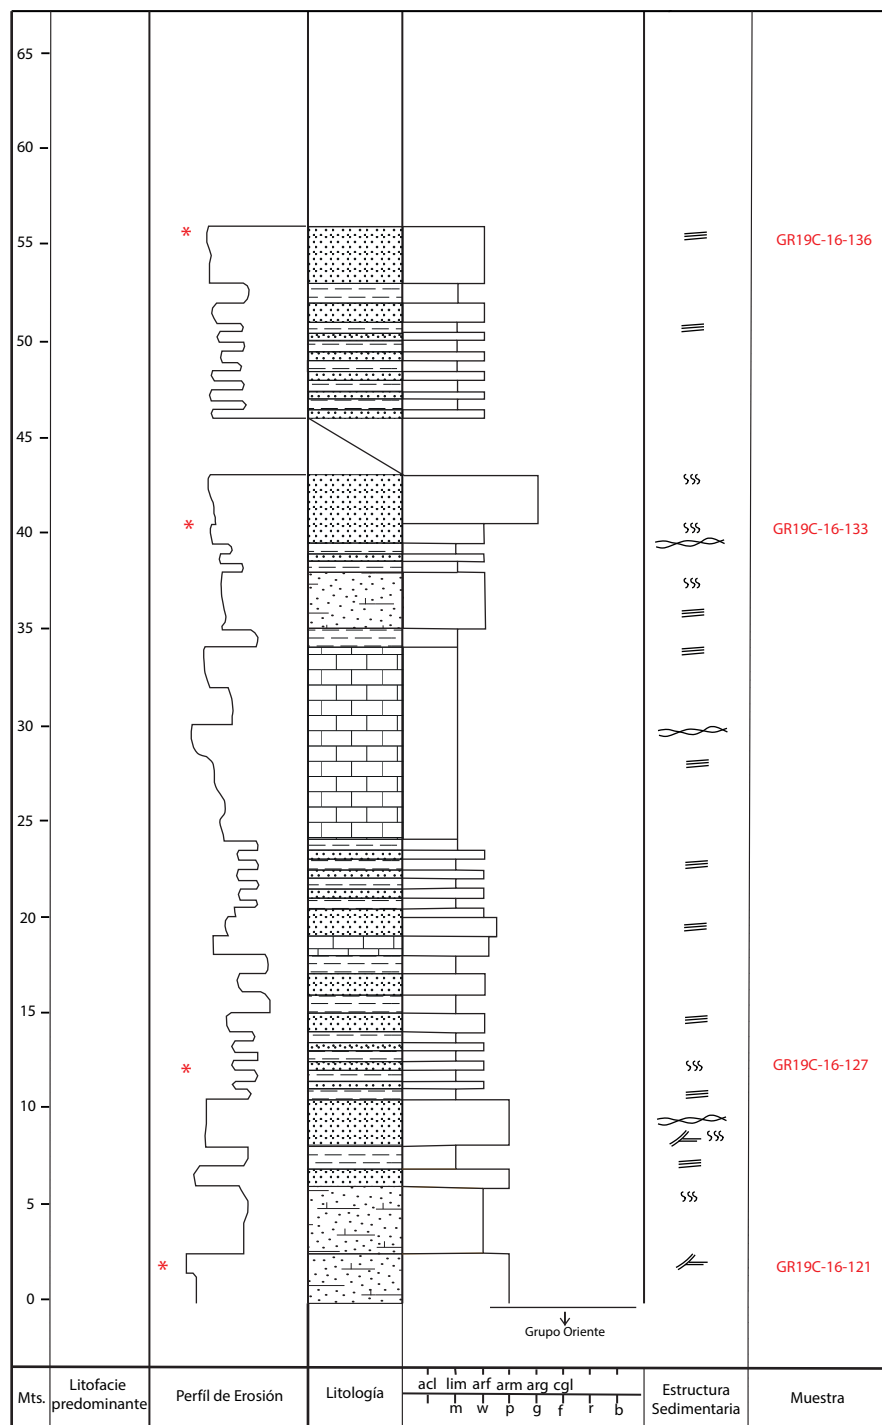 65
60
55
GR19C-16-136
50
45
40
GR19C-16-133
35
30
25
20
15
GR19C-16-127
10
5
GR19C-16-121
0
Grupo Oriente
Mts.
Litofacie
predominante
Perfíl de Erosión
Litología
acl lim arf arm arg cgl
m w p g f r b
Estructura
Sedimentaria
Muestra